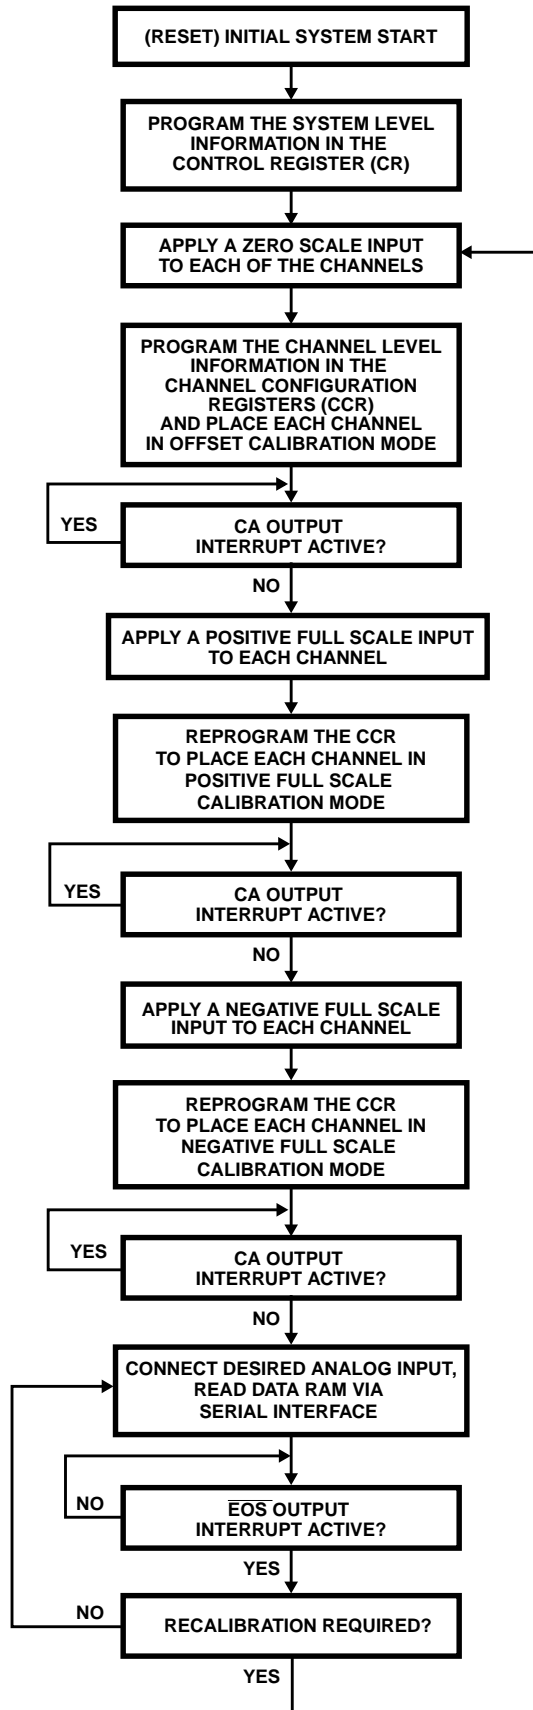 (RESET) INITIAL SYSTEM START
PROGRAM THE SYSTEM LEVEL
INFORMATION IN THE
CONTROL REGISTER (CR)
APPLY A ZERO SCALE INPUT
TO EACH OF THE CHANNELS
PROGRAM THE CHANNEL LEVEL
INFORMATION IN THE
CHANNEL CONFIGURATION
REGISTERS (CCR)
AND PLACE EACH CHANNEL
IN OFFSET CALIBRATION MODE
YES
CA OUTPUT
INTERRUPT ACTIVE?
NO
APPLY A POSITIVE FULL SCALE INPUT
TO EACH CHANNEL
REPROGRAM THE CCR
TO PLACE EACH CHANNEL IN
POSITIVE FULL SCALE
CALIBRATION MODE
YES
CA OUTPUT
INTERRUPT ACTIVE?
NO
APPLY A NEGATIVE FULL SCALE
INPUT TO EACH CHANNEL
REPROGRAM THE CCR
TO PLACE EACH CHANNEL IN
NEGATIVE FULL SCALE
CALIBRATION MODE
YES
CA OUTPUT
INTERRUPT ACTIVE?
NO
CONNECT DESIRED ANALOG INPUT,
READ DATA RAM VIA
SERIAL INTERFACE
NO
E̅O̅S̅ OUTPUT
INTERRUPT ACTIVE?
YES
NO
RECALIBRATION REQUIRED?
YES